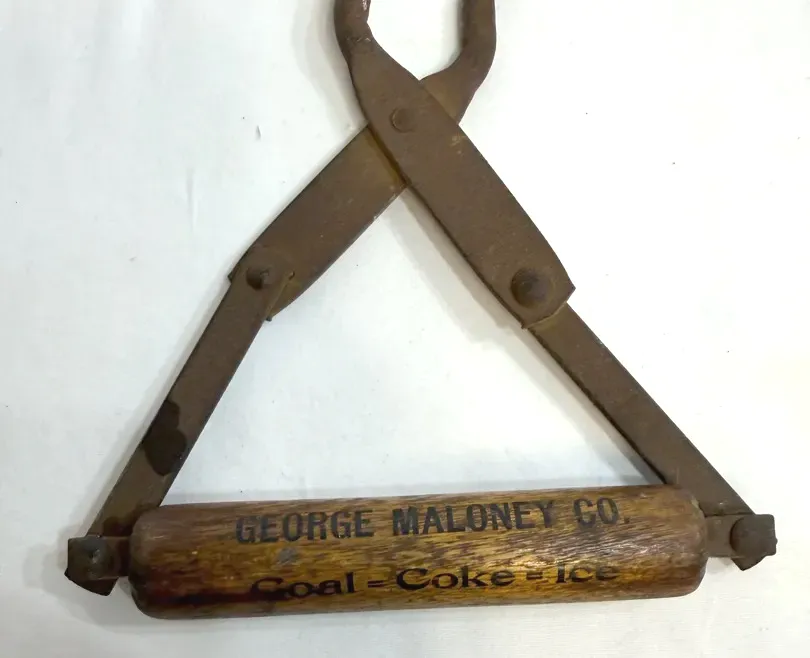 GEORGE MALONEY CO.
Coal = Coke = Ice